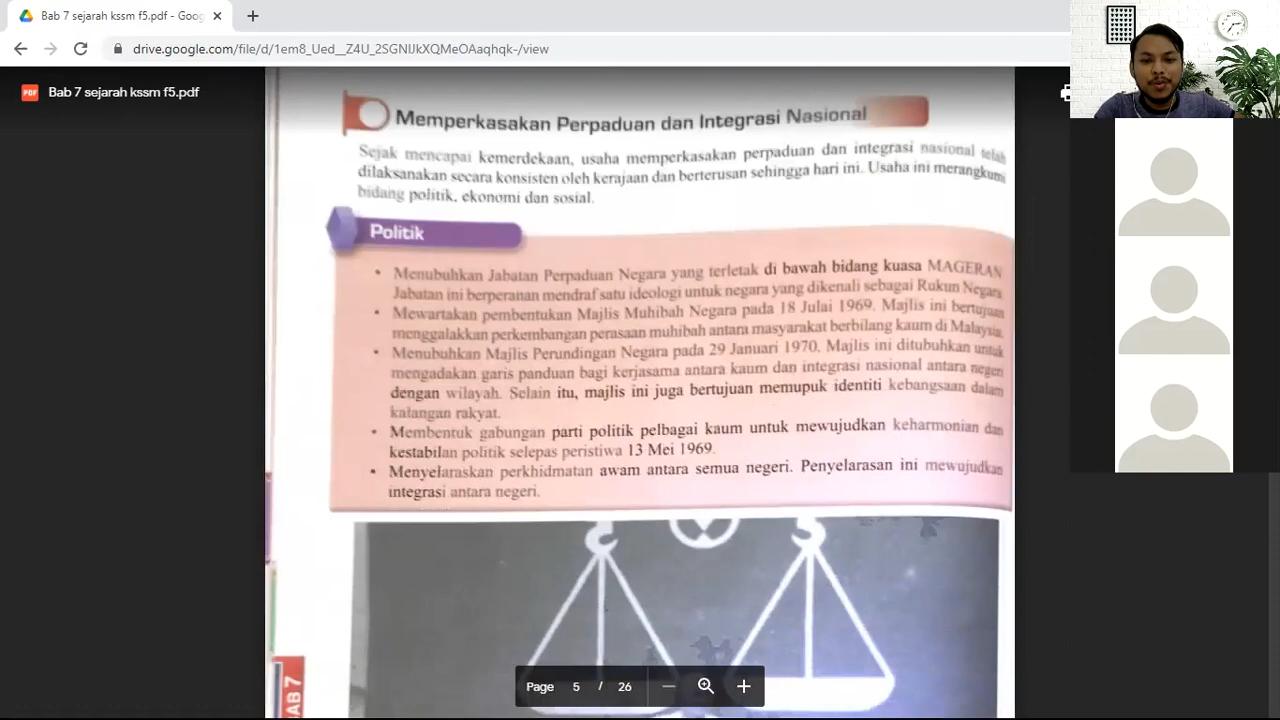 Bab 7 sejarah kssm f5.pdf - Goog
drive.google.com/file/d/1em8_Ued__Z4U_2SGNIJkXQMeOAaqhqk-/view
PDF Bab 7 sejarah kssm f5.pdf
Memperkasakan Perpaduan dan Integrasi Nasional
Sejak mencapai kemerdekaan, usaha memperkasakan perpaduan dan integrasi nasional telah
dilaksanakan secara konsisten oleh kerajaan dan berterusan sehingga hari ini. Usaha ini merangkumi
bidang politik, ekonomi dan sosial.
Politik
• Menubuhkan Jabatan Perpaduan Negara yang terletak di bawah bidang kuasa MAGERAN
Jabatan ini berperanan mendraf satu ideologi untuk negara yang dikenali sebagai Rukun Negara
• Mewartakan pembentukan Majlis Muhibah Negara pada 18 Julai 1969. Majlis ini bertujuan
menggalakkan perkembangan perasaan muhibah antara masyarakat berbilang kaum di Malaysia.
• Menubuhkan Majlis Perundingan Negara pada 29 Januari 1970. Majlis ini ditubuhkan untuk
mengadakan garis panduan bagi kerjasama antara kaum dan integrasi nasional antara negeri
dengan wilayah. Selain itu, majlis ini juga bertujuan memupuk identiti kebangsaan dalam
kalangan rakyat.
• Membentuk gabungan parti politik pelbagai kaum untuk mewujudkan keharmonian dan
kestabilan politik selepas peristiwa 13 Mei 1969.
• Menyelaraskan perkhidmatan awam antara semua negeri. Penyelarasan ini mewujudkan
integrasi antara negeri.
AB 7
Page 5 / 26